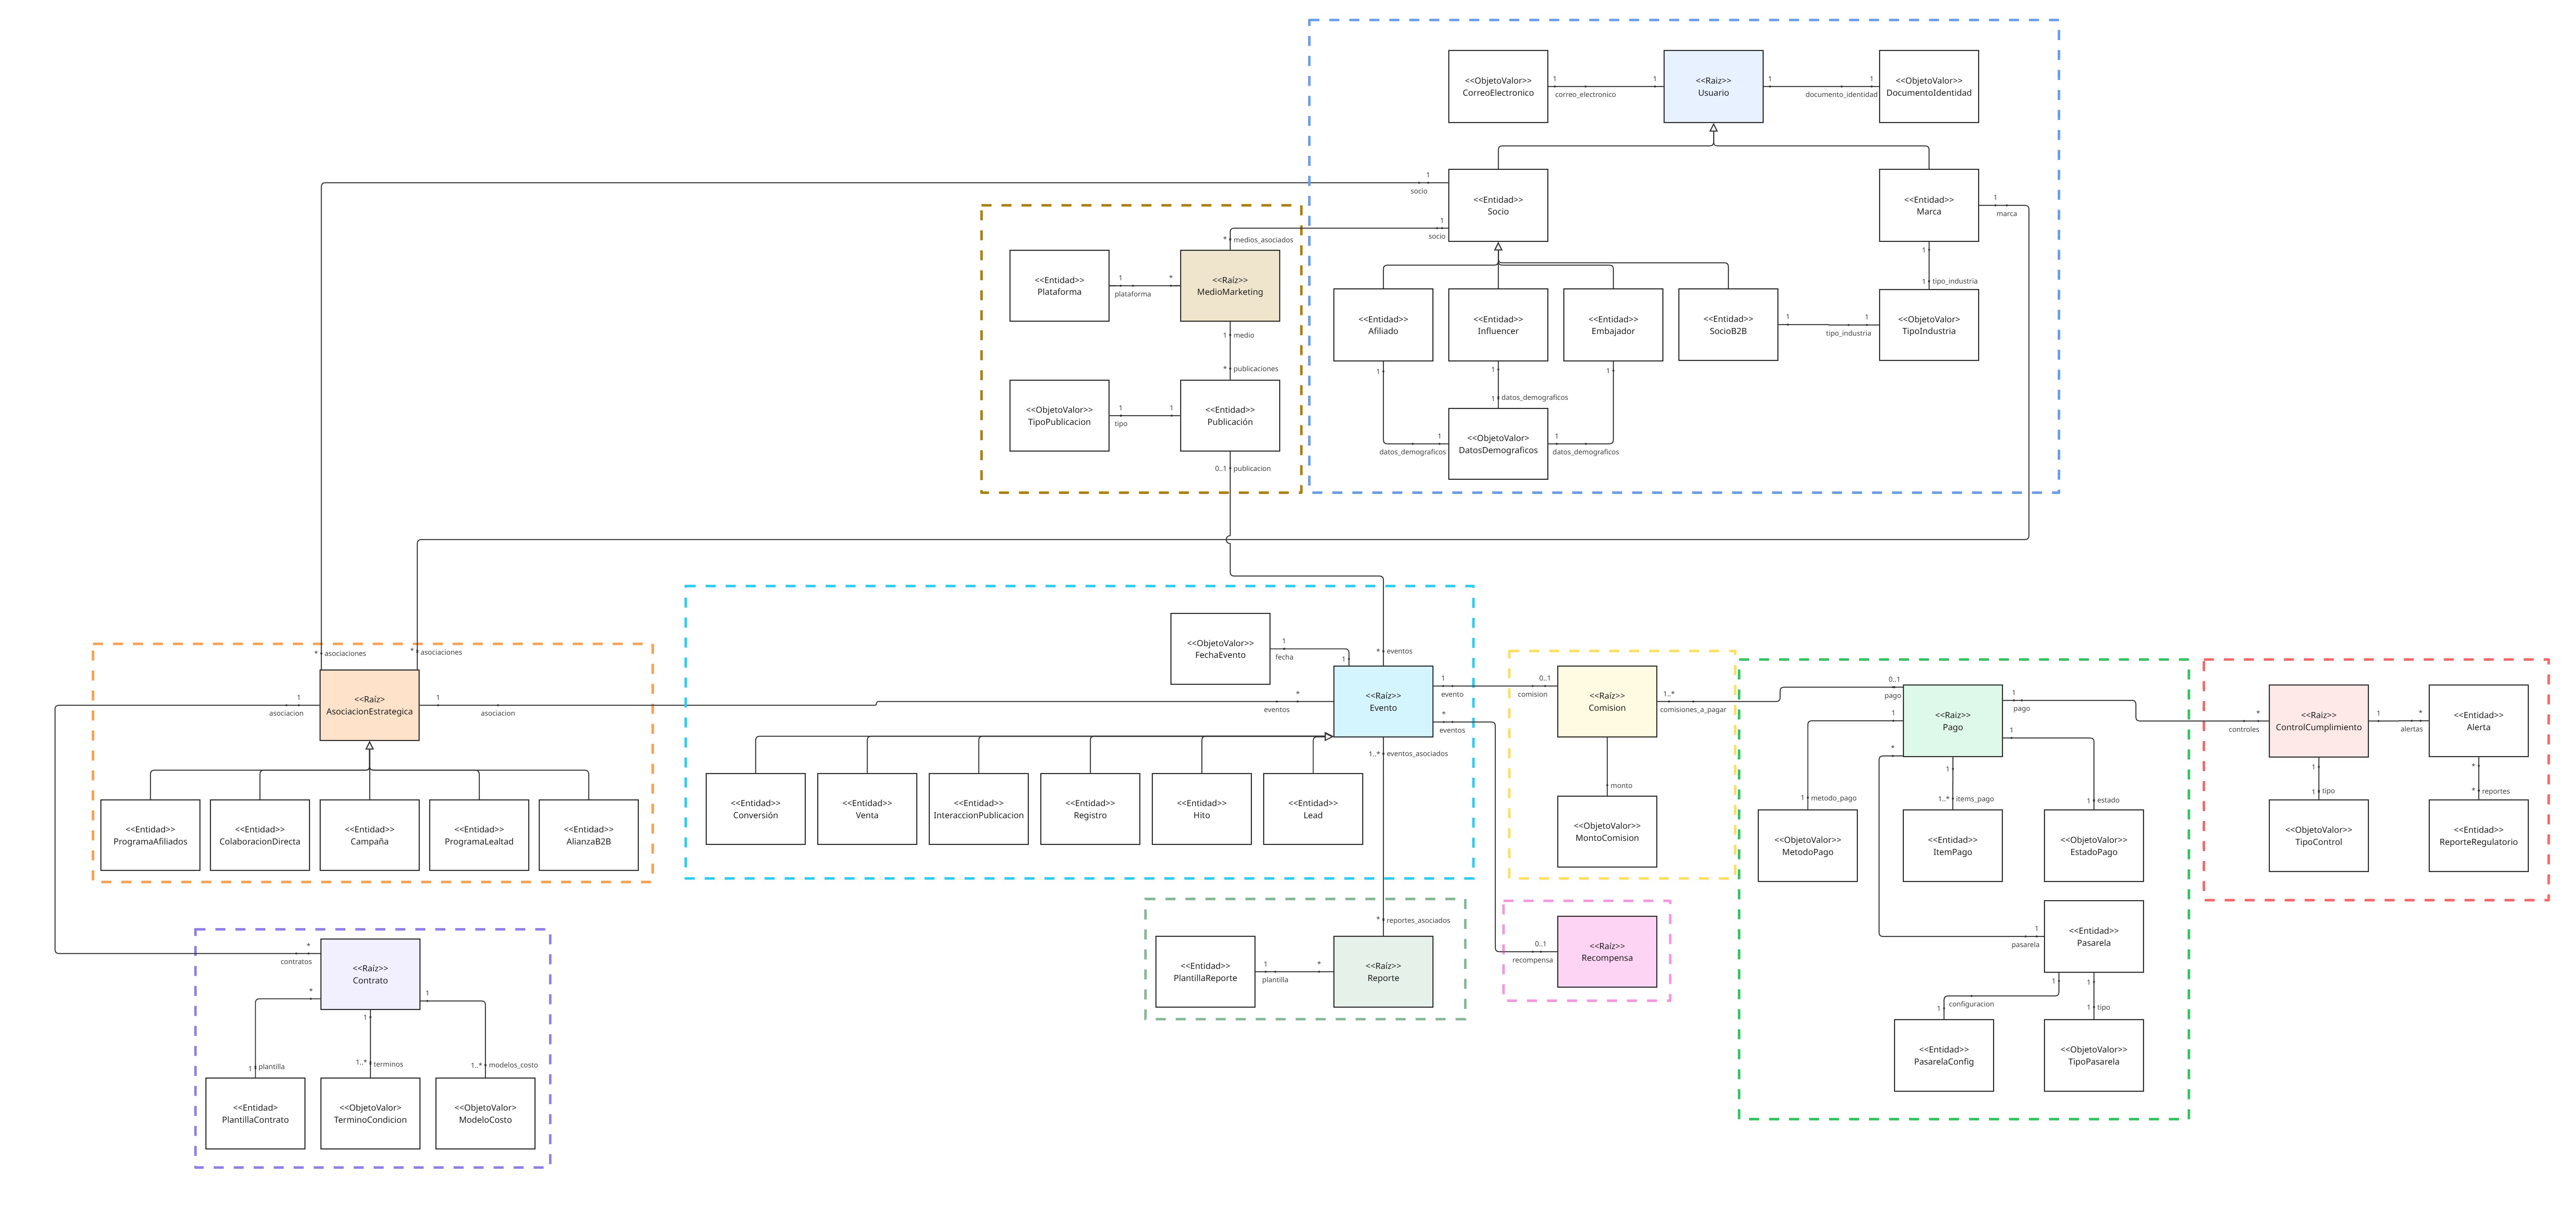 <<ObjetoValor>>
CorreoElectronico
1
correo_electronico
1
<<Raiz>>
Usuario
1
1
documento_identidad
<<ObjetoValor>>
DocumentoIdentidad
1
socio
<<Entidad>>
Socio
1
socio
<<Entidad>>
Marca
1
marca
* medios_asociados
<<Entidad>>
Plataforma
1
plataforma
*
<<Raíz>>
MedioMarketing
1
medio
* publicaciones
<<ObjetoValor>>
TipoPublicacion
1
tipo
1
<<Entidad>>
Publicación
0..1
publicacion
1
1
tipo_industria
<<Entidad>>
Afiliado
<<Entidad>>
Influencer
<<Entidad>>
Embajador
<<Entidad>>
SocioB2B
1
1
tipo_industria
<<ObjetoValor>
TipoIndustria
1
1
1
1
datos_demograficos
1
datos_demograficos
<<ObjetoValor>
DatosDemograficos
1
datos_demograficos
* asociaciones
* asociaciones
1
asociacion
<<Raíz>
AsociacionEstrategica
1
asociacion
<<Entidad>>
ProgramaAfiliados
<<Entidad>>
ColaboracionDirecta
<<Entidad>>
Campaña
<<Entidad>>
ProgramaLealtad
<<Entidad>>
AlianzaB2B
<<ObjetoValor>>
FechaEvento
1
fecha
1
* eventos
*
eventos
<<Raíz>>
Evento
1
evento
*
eventos
1..* eventos_asociados
<<Entidad>>
Conversión
<<Entidad>>
Venta
<<Entidad>>
InteraccionPublicacion
<<Entidad>>
Registro
<<Entidad>>
Hito
<<Entidad>>
Lead
0..1
comision
<<Raíz>>
Comision
1..*
comisiones_a_pagar
monto
<<ObjetoValor>>
MontoComision
0..1
pago
<<Raiz>>
Pago
1
pago
1
1
*
1
1
metodo_pago
1..* items_pago
1
estado
<<ObjetoValor>>
MetodoPago
<<Entidad>>
ItemPago
<<ObjetoValor>>
EstadoPago
1
pasarela
<<Entidad>>
Pasarela
1
1
configuracion
1
1
tipo
<<Entidad>>
PasarelaConfig
<<ObjetoValor>>
TipoPasarela
*
controles
<<Raiz>>
ControlCumplimiento
1
*
alertas
<<Entidad>>
Alerta
1
1
tipo
*
* reportes
<<ObjetoValor>>
TipoControl
<<Entidad>>
ReporteRegulatorio
* reportes_asociados
<<Entidad>>
PlantillaReporte
1
plantilla
*
<<Raíz>>
Reporte
0..1
recompensa
<<Raíz>>
Recompensa
*
contratos
<<Raíz>>
Contrato
*
1
plantilla
1
1..*
terminos
1
1..* modelos_costo
<<Entidad>
PlantillaContrato
<<ObjetoValor>
TerminoCondicion
<<ObjetoValor>
ModeloCosto